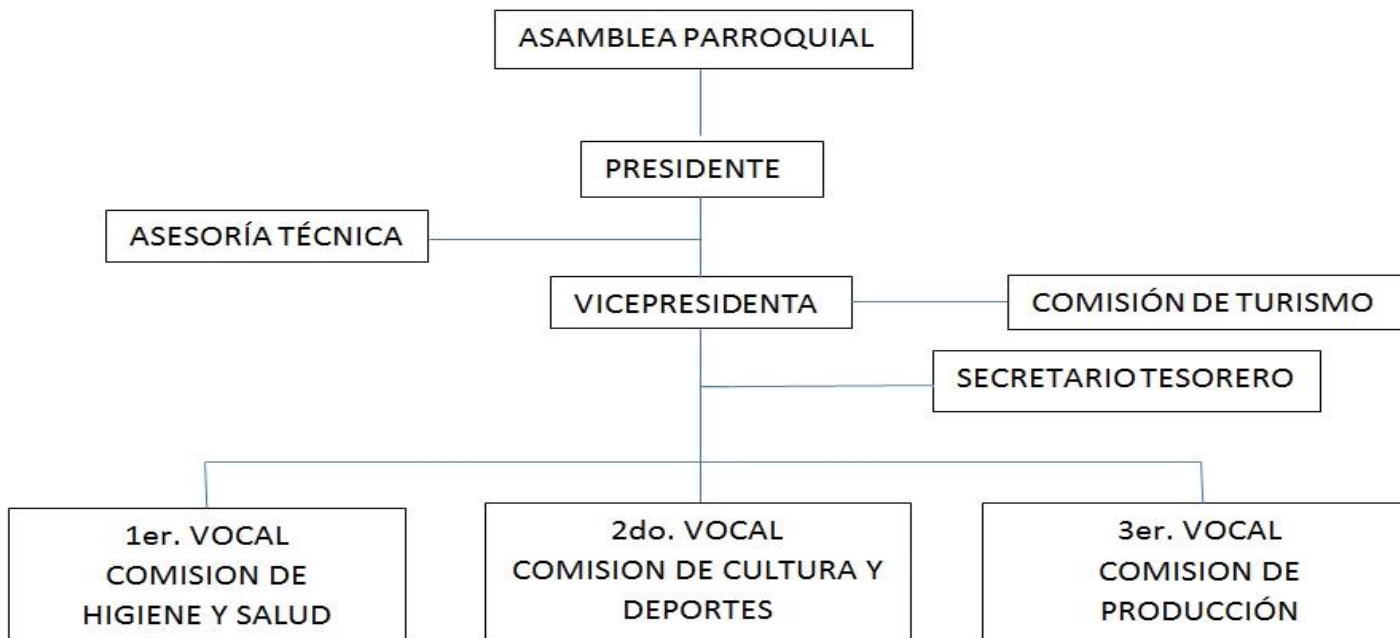 ASAMBLEA PARROQUIAL
PRESIDENTE
ASESORÍA TÉCNICA
VICEPRESIDENTA
COMISIÓN DE TURISMO
SECRETARIO TESORERO
1er. VOCAL
COMISION DE
HIGIENE Y SALUD
2do. VOCAL
COMISION DE CULTURA Y
DEPORTES
3er. VOCAL
COMISION DE
PRODUCCIÓN